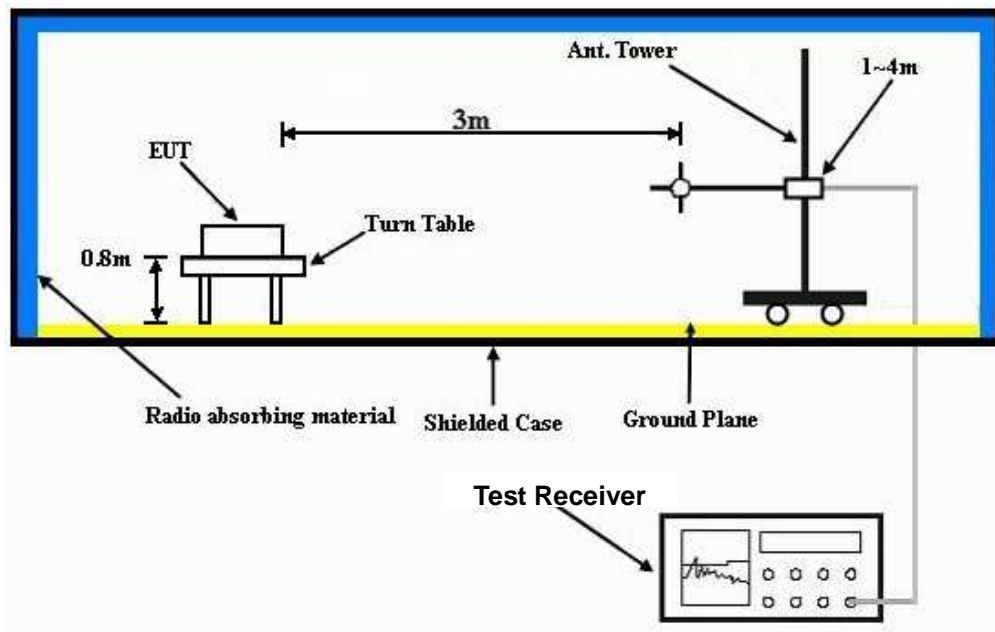 Ant. Tower
1~4m
3m
EUT
Turn Table
0.8m
Radio absorbing material
Shielded Case
Ground Plane
Test Receiver